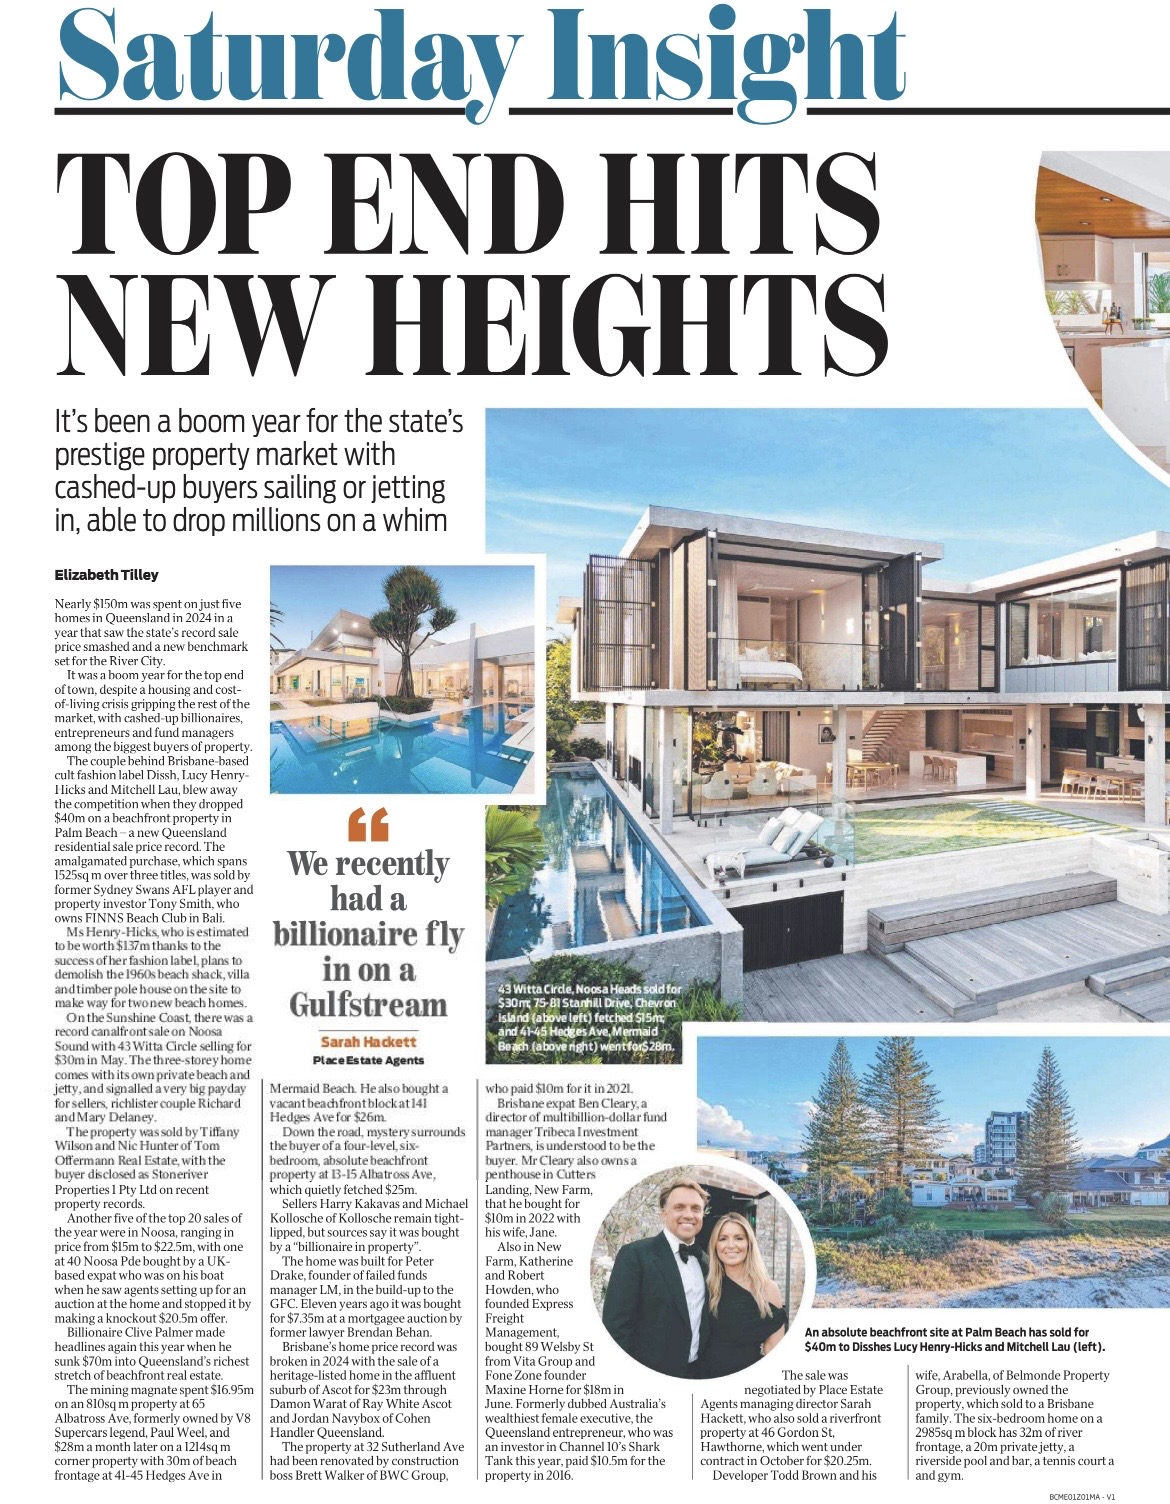 Saturday Insight
TOP END HITS
NEW HEIGHTS
It’s been a boom year for the state’s
prestige property market with
cashed-up buyers sailing or jetting
in, able to drop millions on a whim
Elizabeth Tilley
Nearly $150m was spent on just five
homes in Queensland in 2024 in a
year that saw the state’s record sale
price smashed and a new benchmark
set for the River City.
It was a boom year for the top end
of town, despite a housing and cost-
of-living crisis gripping the rest of the
market, with cashed-up billionaires,
entrepreneurs and fund managers
among the biggest buyers of property.
The couple behind Brisbane-based
cult fashion label Dissh, Lucy Henry-
Hicks and Mitchell Lau, blew away
the competition when they dropped
$40m on a beachfront property in
Palm Beach – a new Queensland
residential sale price record. The
amalgamated purchase, which spans
1525sq m over three titles, was sold by
former Sydney Swans AFL player and
property investor Tony Smith, who
owns FINNS Beach Club in Bali.
Ms Henry-Hicks, who is estimated
to be worth $137m thanks to the
success of her fashion label, plans to
demolish the 1960s beach shack, villa
and timber pole house on the site to
make way for two new beach homes.
On the Sunshine Coast, there was a
record canalfront sale on Noosa
Sound with 43 Witta Circle selling for
$30m in May. The three-storey home
comes with its own private beach and
jetty, and signalled a very big payday
for sellers, richlister couple Richard
and Mary Delaney.
The property was sold by Tiffany
Wilson and Nic Hunter of Tom
Offermann Real Estate, with the
buyer disclosed as Stoneriver
Properties 1 Pty Ltd on recent
property records.
Another five of the top 20 sales of
the year were in Noosa, ranging in
price from $15m to $22.5m, with one
at 40 Noosa Pde bought by a UK-
based expat who was on his boat
when he saw agents setting up for an
auction at the home and stopped it by
making a knockout $20.5m offer.
Billionaire Clive Palmer made
headlines again this year when he
sunk $70m into Queensland’s richest
stretch of beachfront real estate.
The mining magnate spent $16.95m
on an 810sq m property at 65
Albatross Ave, formerly owned by V8
Supercars legend, Paul Weel, and
$28m a month later on a 1214sq m
corner property with 30m of beach
frontage at 41-45 Hedges Ave in
“
We recently
had a
billionaire fly
in on a
Gulfstream
Sarah Hackett
Place Estate Agents
Mermaid Beach. He also bought a
vacant beachfront block at 141
Hedges Ave for $26m.
Down the road, mystery surrounds
the buyer of a four-level, six-
bedroom, absolute beachfront
property at 13-15 Albatross Ave,
which quietly fetched $25m.
Sellers Harry Kakavas and Michael
Kollosche of Kollosche remain tight-
lipped, but sources say it was bought
by a “billionaire in property”.
The home was built for Peter
Drake, founder of failed funds
manager LM, in the build-up to the
GFC. Eleven years ago it was bought
for $7.35m at a mortgagee auction by
former lawyer Brendan Behan.
Brisbane’s home price record was
broken in 2024 with the sale of a
heritage-listed home in the affluent
suburb of Ascot for $23m through
Damon Warat of Ray White Ascot
and Jordan Navybox of Cohen
Handler Queensland.
The property at 32 Sutherland Ave
had been renovated by construction
boss Brett Walker of BWC Group,
43 Witta Circle, Noosa Heads sold for
$30m; 75-81 Stanhill Drive, Chevron
Island (above left) fetched $15m;
and 41-45 Hedges Ave, Mermaid
Beach (above right) went for $28m.
who paid $10m for it in 2021.
Brisbane expat Ben Cleary, a
director of multibillion-dollar fund
manager Tribeca Investment
Partners, is understood to be the
buyer. Mr Cleary also owns a
penthouse in Cutters
Landing, New Farm,
that he bought for
$10m in 2022 with
his wife, Jane.
Also in New
Farm, Katherine
and Robert
Howden, who
founded Express
Freight
Management,
bought 89 Welsby St
from Vita Group and
Fone Zone founder
Maxine Horne for $18m in
June. Formerly dubbed Australia’s
wealthiest female executive, the
Queensland entrepreneur, who was
an investor in Channel 10’s Shark
Tank this year, paid $10.5m for the
property in 2016.
An absolute beachfront site at Palm Beach has sold for
$40m to Disshes Lucy Henry-Hicks and Mitchell Lau (left).
The sale was
negotiated by Place Estate
Agents managing director Sarah
Hackett, who also sold a riverfront
property at 46 Gordon St,
Hawthorne, which went under
contract in October for $20.25m.
Developer Todd Brown and his
wife, Arabella, of Belmonde Property
Group, previously owned the
property, which sold to a Brisbane
family. The six-bedroom home on a
2985sq m block has 32m of river
frontage, a 20m private jetty, a
riverside pool and bar, a tennis court a
and gym.
BCME01Z01MA - V1